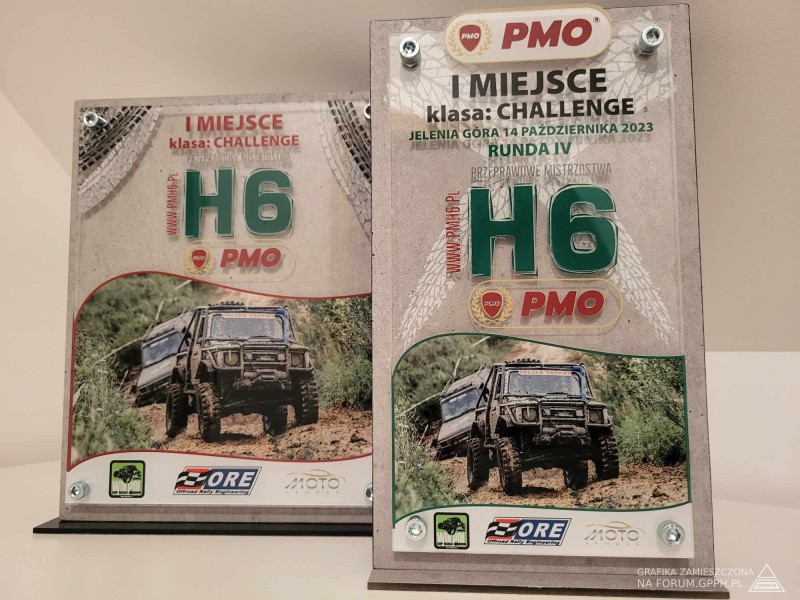 I MIEJSCE
klasa: CHALLENGE
PRZEPRAWOWE MISTRZOSTWA
WWW.PMH6.PL
H6
PMO
ORE
Offroad Rally Engineering
MOTO
PMO
PMO®
I MIEJSCE
klasa: CHALLENGE
JELENIA GÓRA 14 PAŹDZIERNIKA 2023
RUNDA IV
PRZEPRAWOWE MISTRZOSTWA
WWW.PMH6.PL
H6
PMO
PMO
ORE
Offroad Rally Engineering
MOTO
GRAFIKA ZAMIESZCZONA
NA FORUM.GPPH.PL